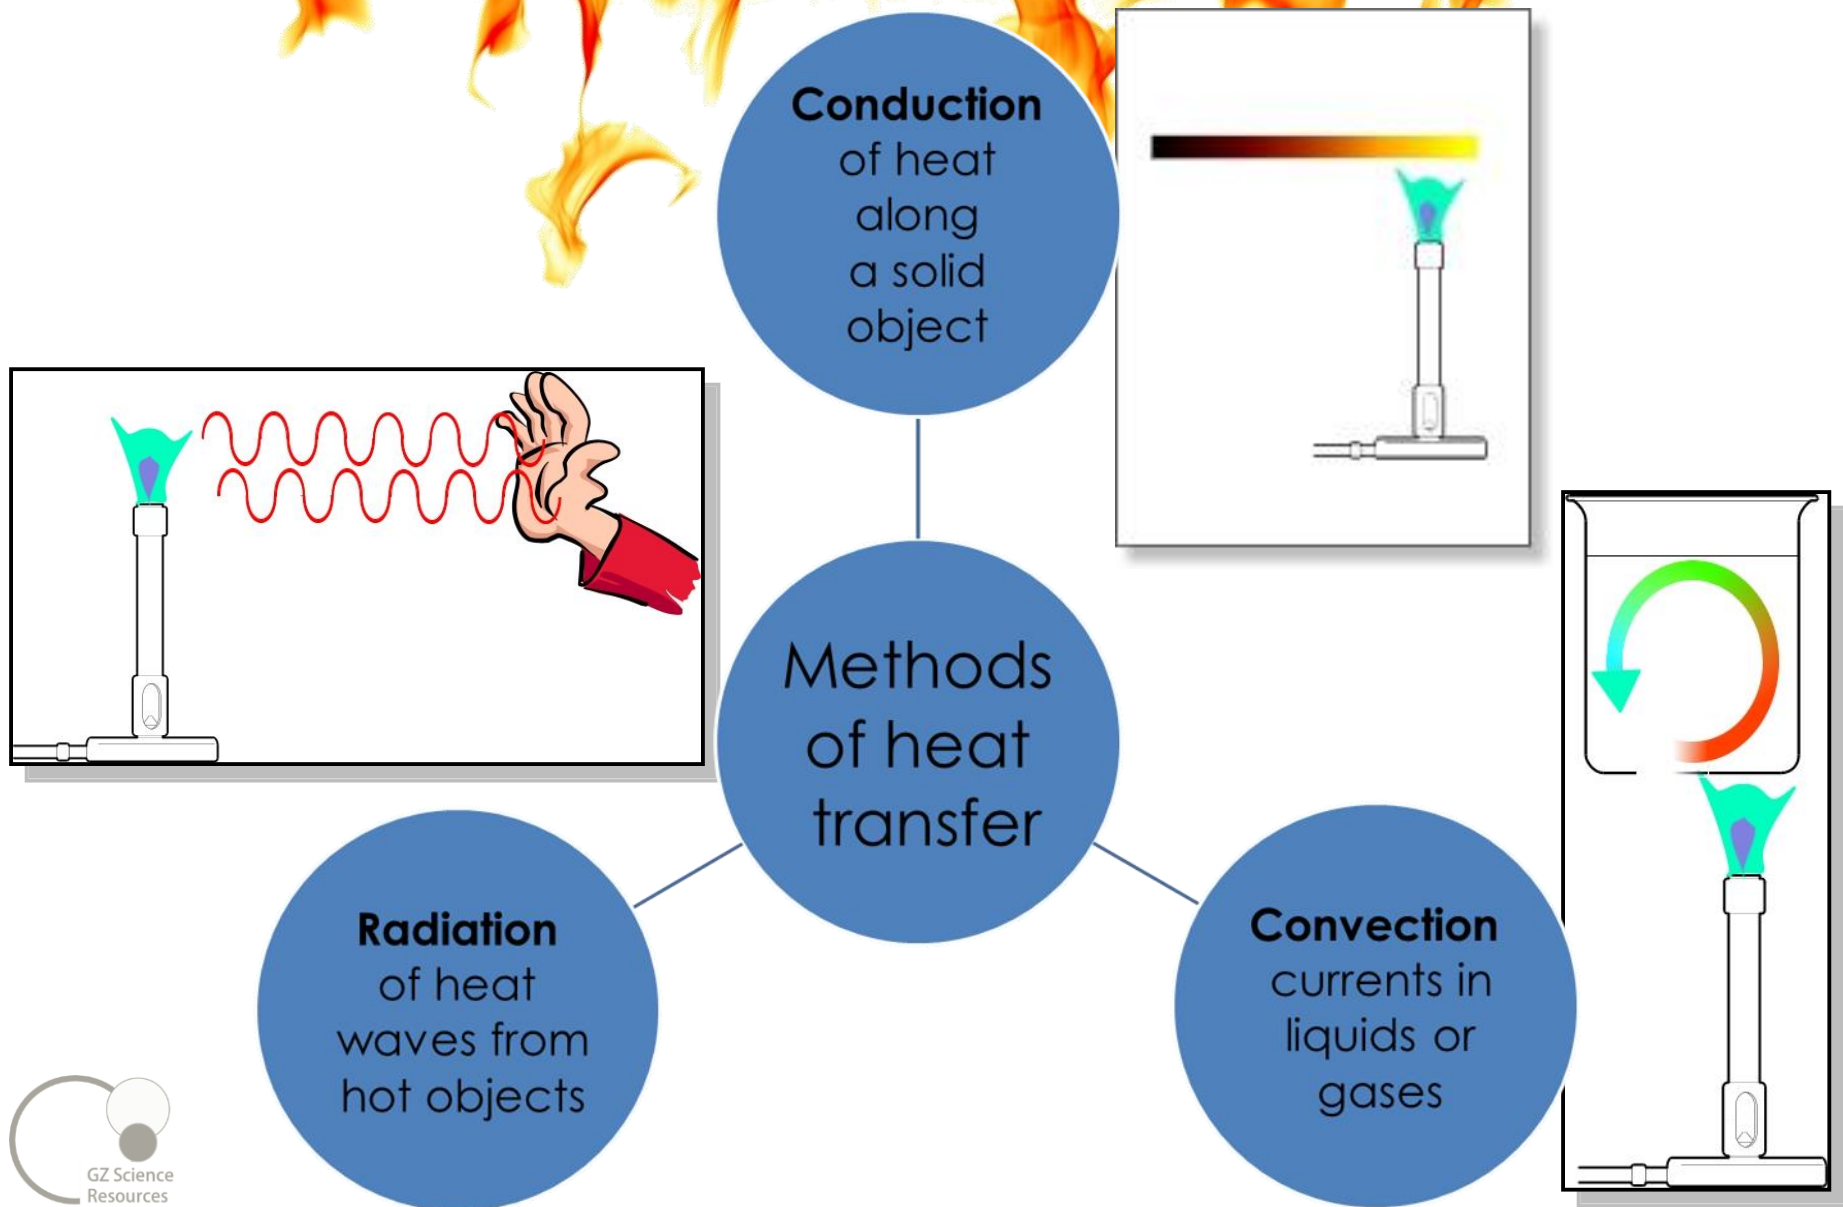 Conduction
of heat
along
a solid
object
Methods
of heat
transfer
Radiation
of heat
waves from
hot objects
Convection
currents in
liquids or
gases
GZ Science
Resources